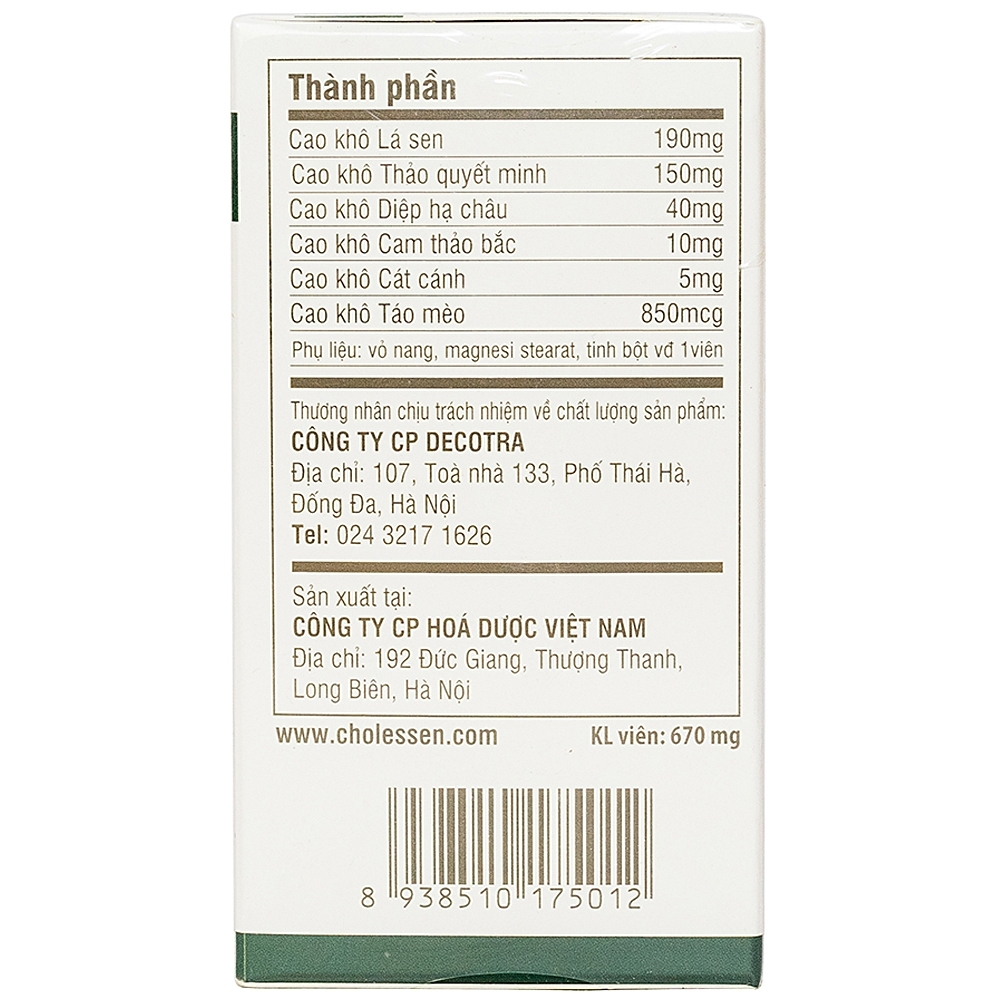 Thành phần
Cao khô Lá sen 190mg
Cao khô Thảo quyết minh 150mg
Cao khô Diệp hạ châu 40mg
Cao khô Cam thảo bắc 10mg
Cao khô Cát cánh 5mg
Cao khô Táo mèo 850mcg
Phụ liệu: vỏ nang, magnesi stearat, tinh bột vđ 1viên
Thương nhân chịu trách nhiệm về chất lượng sản phẩm:
CÔNG TY CP DECOTRA
Địa chỉ: 107, Toà nhà 133, Phố Thái Hà,
Đống Đa, Hà Nội
Tel: 024 3217 1626
Sản xuất tại:
CÔNG TY CP HOÁ DƯỢC VIỆT NAM
Địa chỉ: 192 Đức Giang, Thượng Thanh,
Long Biên, Hà Nội
www.cholessen.com KL viên: 670 mg
8 938510 175012